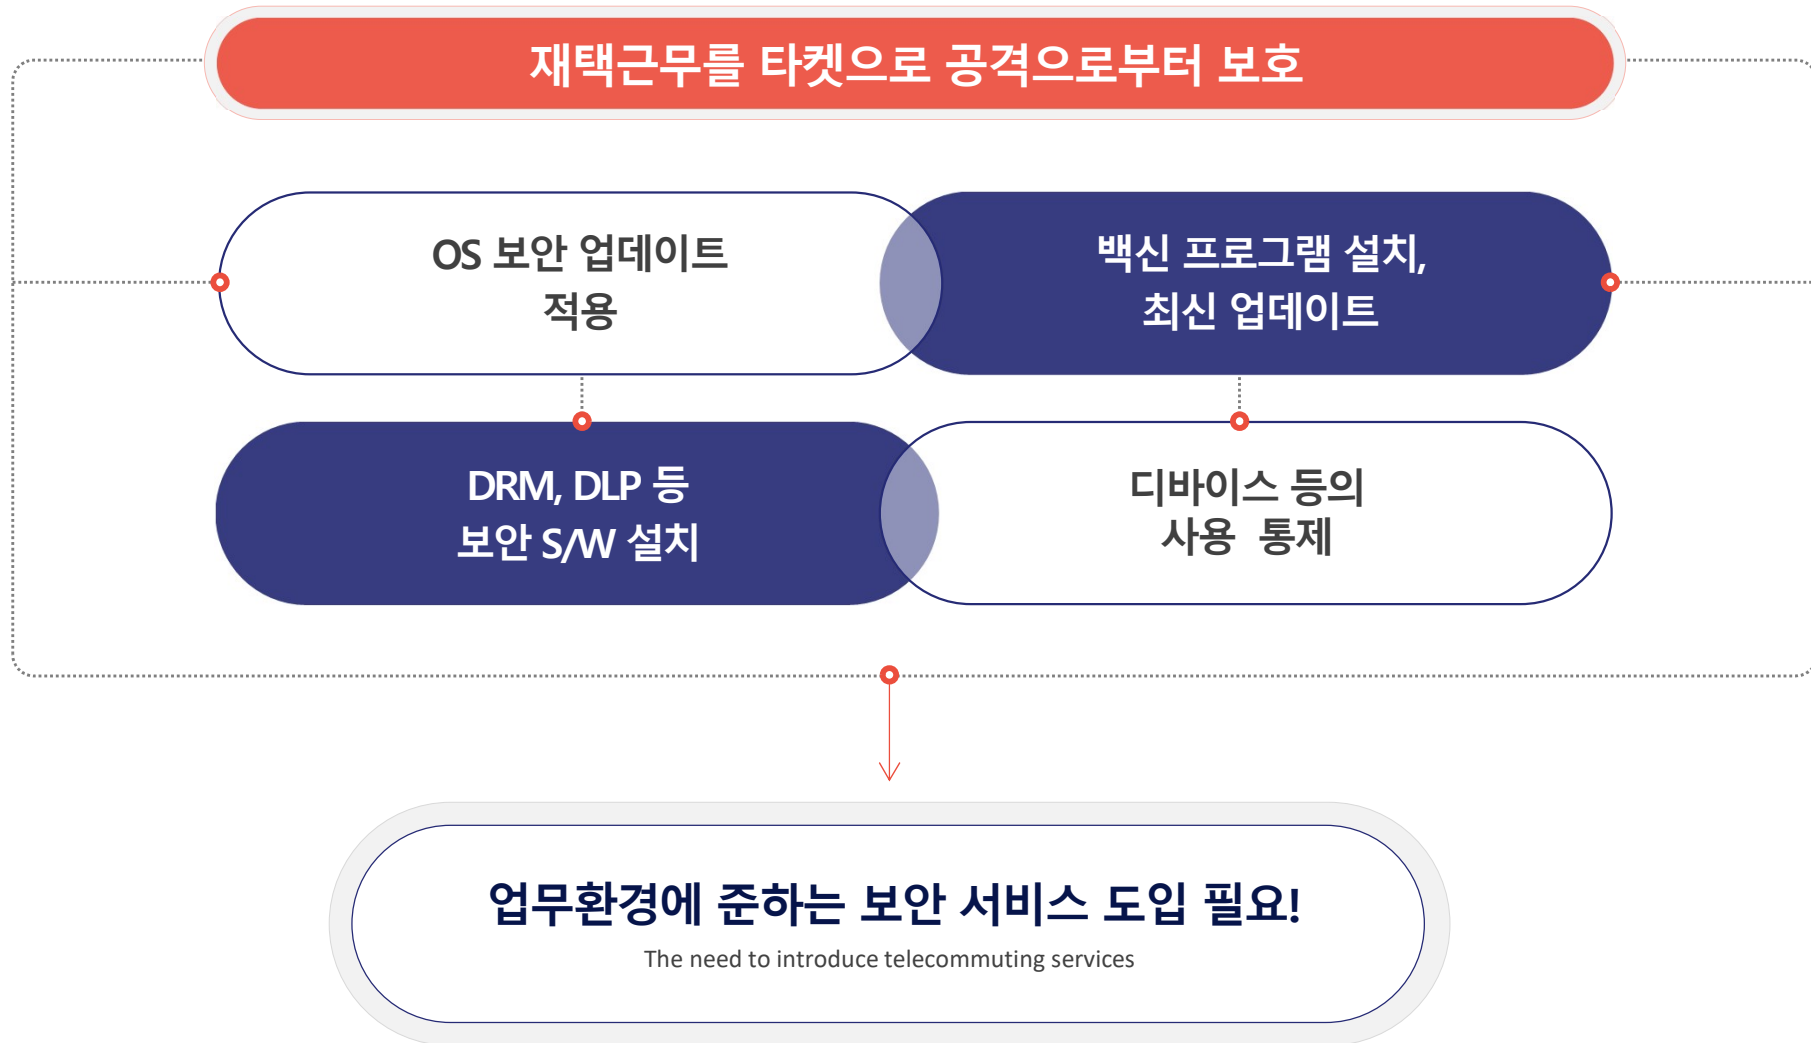 재택근무를 타켓으로 공격으로부터 보호
OS 보안 업데이트
적용
백신 프로그램 설치,
최신 업데이트
DRM, DLP 등
보안 S/W 설치
디바이스 등의
사용 통제
업무환경에 준하는 보안 서비스 도입 필요!
The need to introduce telecommuting services